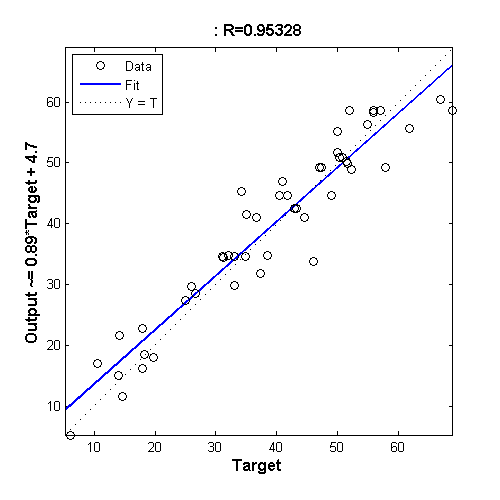 : R=0.95328
Data
Fit
Y = T
Output ~= 0.89*Target + 4.7
60
50
40
30
20
10
10 20 30 40 50 60
Target